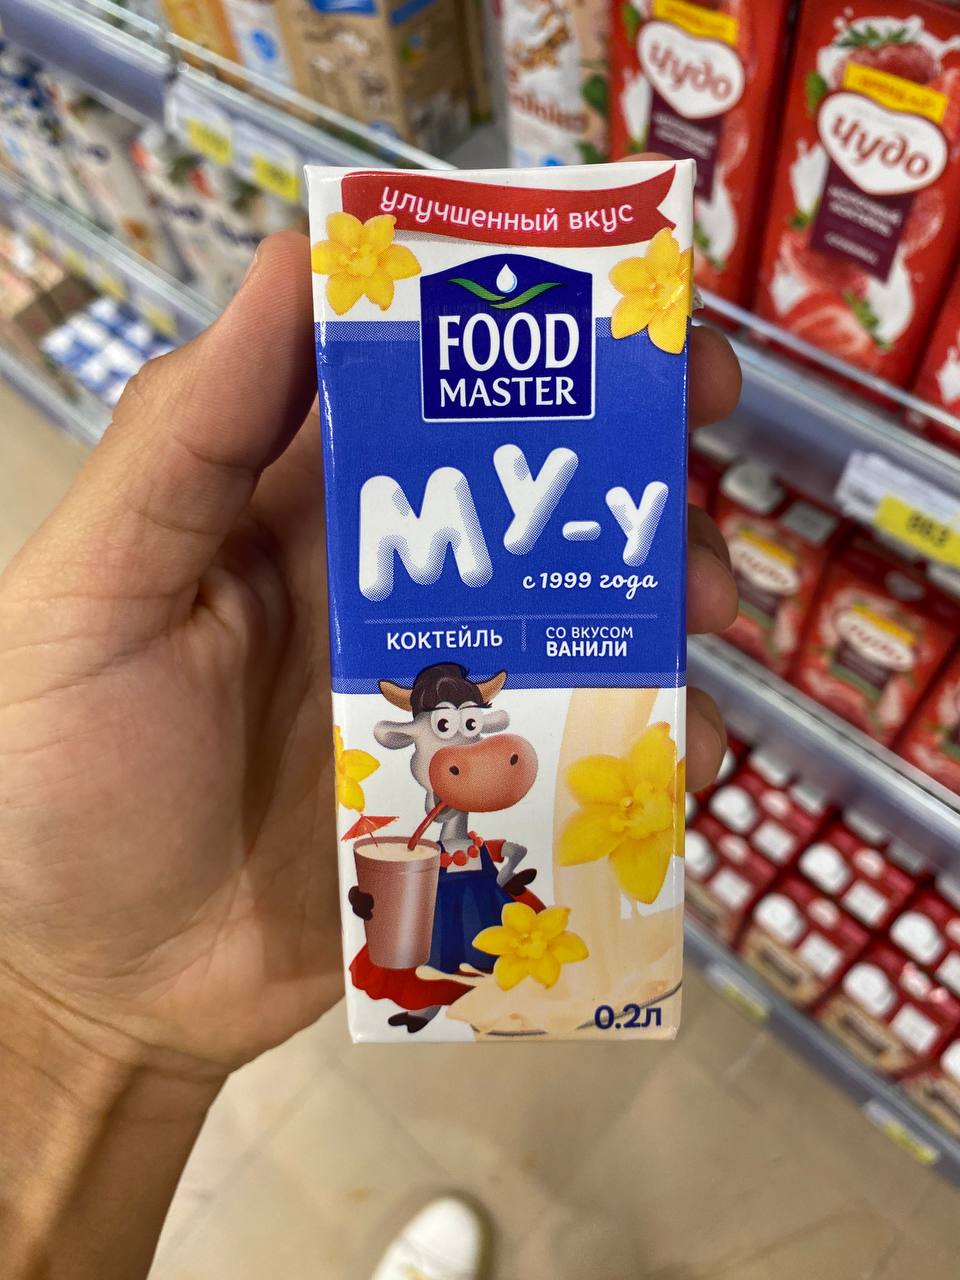 улучшенный вкус
FOOD
MASTER
МУ-У
с 1999 года
КОКТЕЙЛЬ
СО ВКУСОМ
ВАНИЛИ
0.2л
Чудо
Чудо